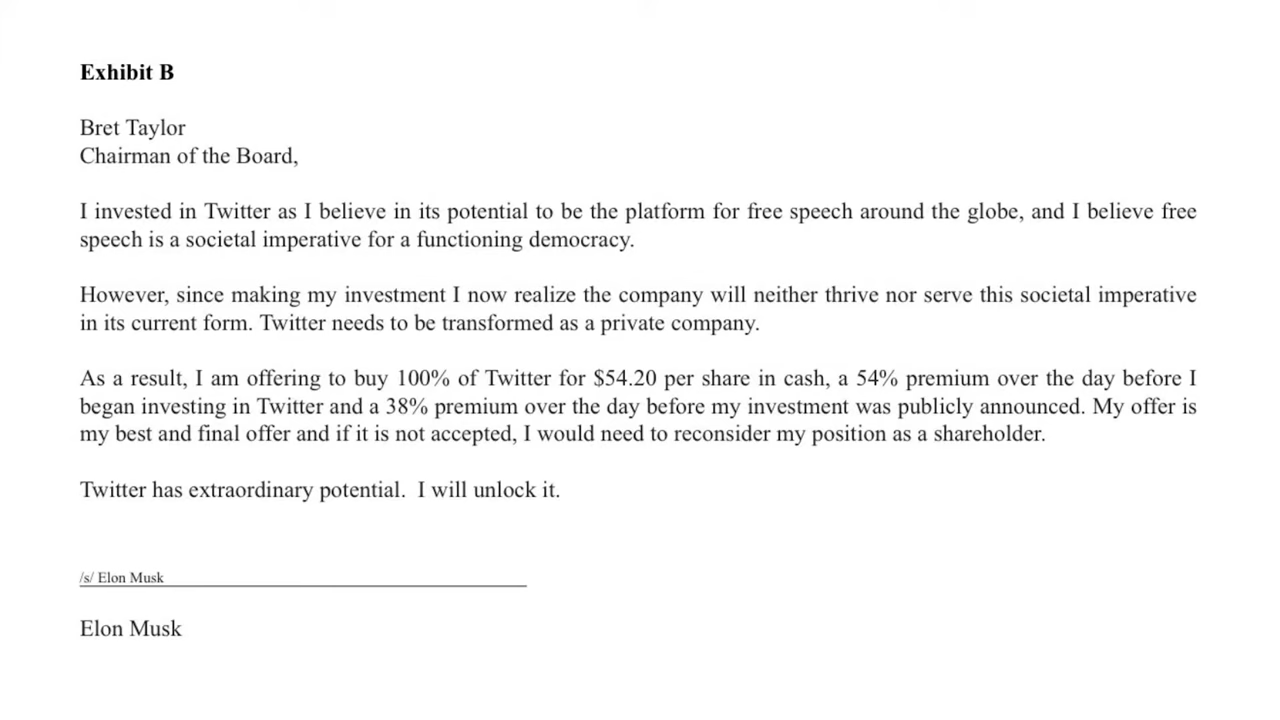 Exhibit B
Bret Taylor
Chairman of the Board,
I invested in Twitter as I believe in its potential to be the platform for free speech around the globe, and I believe free
speech is a societal imperative for a functioning democracy.
However, since making my investment I now realize the company will neither thrive nor serve this societal imperative
in its current form. Twitter needs to be transformed as a private company.
As a result, I am offering to buy 100% of Twitter for $54.20 per share in cash, a 54% premium over the day before I
began investing in Twitter and a 38% premium over the day before my investment was publicly announced. My offer is
my best and final offer and if it is not accepted, I would need to reconsider my position as a shareholder.
Twitter has extraordinary potential.  I will unlock it.
/s/ Elon Musk
Elon Musk